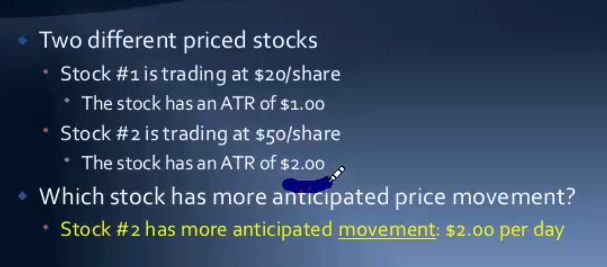 Two different priced stocks
Stock #1 is trading at $20/share
The stock has an ATR of $1.00
Stock #2 is trading at $50/share
The stock has an ATR of $2.00
Which stock has more anticipated price movement?
Stock #2 has more anticipated movement: $2.00 per day